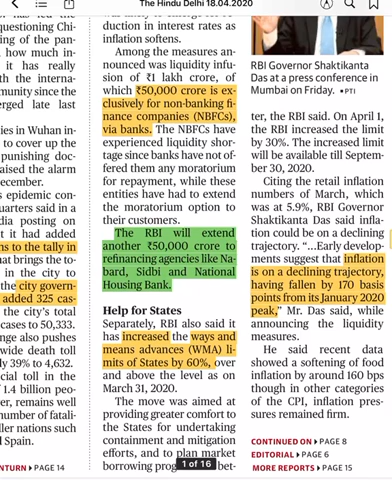 The Hindu Delhi 18.04.2020
questioning Chi-
ing of the pan-
how much in-
it has really
th the interna-
munity since the
erged late last
ies in Wuhan in-
to cover up the
punishing doc-
aised the alarm
ecember.
s epidemic con-
uarters said in a
dia posting on
t it had added
ns to the tally in
hat brings the to-
in the city to
the city govern-
added 325 cas-
the city's total
cases to 50,333.
nge also pushes
wide death toll
ly 39% to 4,632.
cial toll in the
f 1.4 billion peo-
er, remains well
number of fatali-
ller nations such
l Spain.
NTURN ▸ PAGE 14
duction in interest rates as
inflation softens.
Among the measures an-
nounced was liquidity infu-
sion of ₹1 lakh crore, of
which ₹50,000 crore is ex-
clusively for non-banking fi-
nance companies (NBFCs),
via banks. The NBFCs have
experienced liquidity shor-
tage since banks have not of-
fered them any moratorium
for repayment, while these
entities have to extend the
moratorium option to
their customers.
The RBI will extend
another ₹50,000 crore to
refinancing agencies like Na-
bard, Sidbi and National
Housing Bank.
Help for States
Separately, RBI also said it
has increased the ways and
means advances (WMA) li-
mits of States by 60%, over
and above the level as on
March 31, 2020.
The move was aimed at
providing greater comfort to
the States for undertaking
containment and mitigation
efforts, and to plan market
borrowing prog bet-
1 of 16
RBI Governor Shaktikanta
Das at a press conference in
Mumbai on Friday. • PTI
ter, the RBI said. On April 1,
the RBI increased the limit
by 30%. The increased limit
will be available till Septem-
ber 30, 2020.
Citing the retail inflation
numbers of March, which
was at 5.9%, RBI Governor
Shaktikanta Das said infla-
tion could be on a declining
trajectory. “...Early develop-
ments suggest that inflation
is on a declining trajectory,
having fallen by 170 basis
points from its January 2020
peak,” Mr. Das said, while
announcing the liquidity
measures.
He said recent data
showed a softening of food
inflation by around 160 bps
though in other categories
of the CPI, inflation pres-
sures remained firm.
CONTINUED ON ▸ PAGE 8
EDITORIAL ▸ PAGE 6
MORE REPORTS ▸ PAGE 15